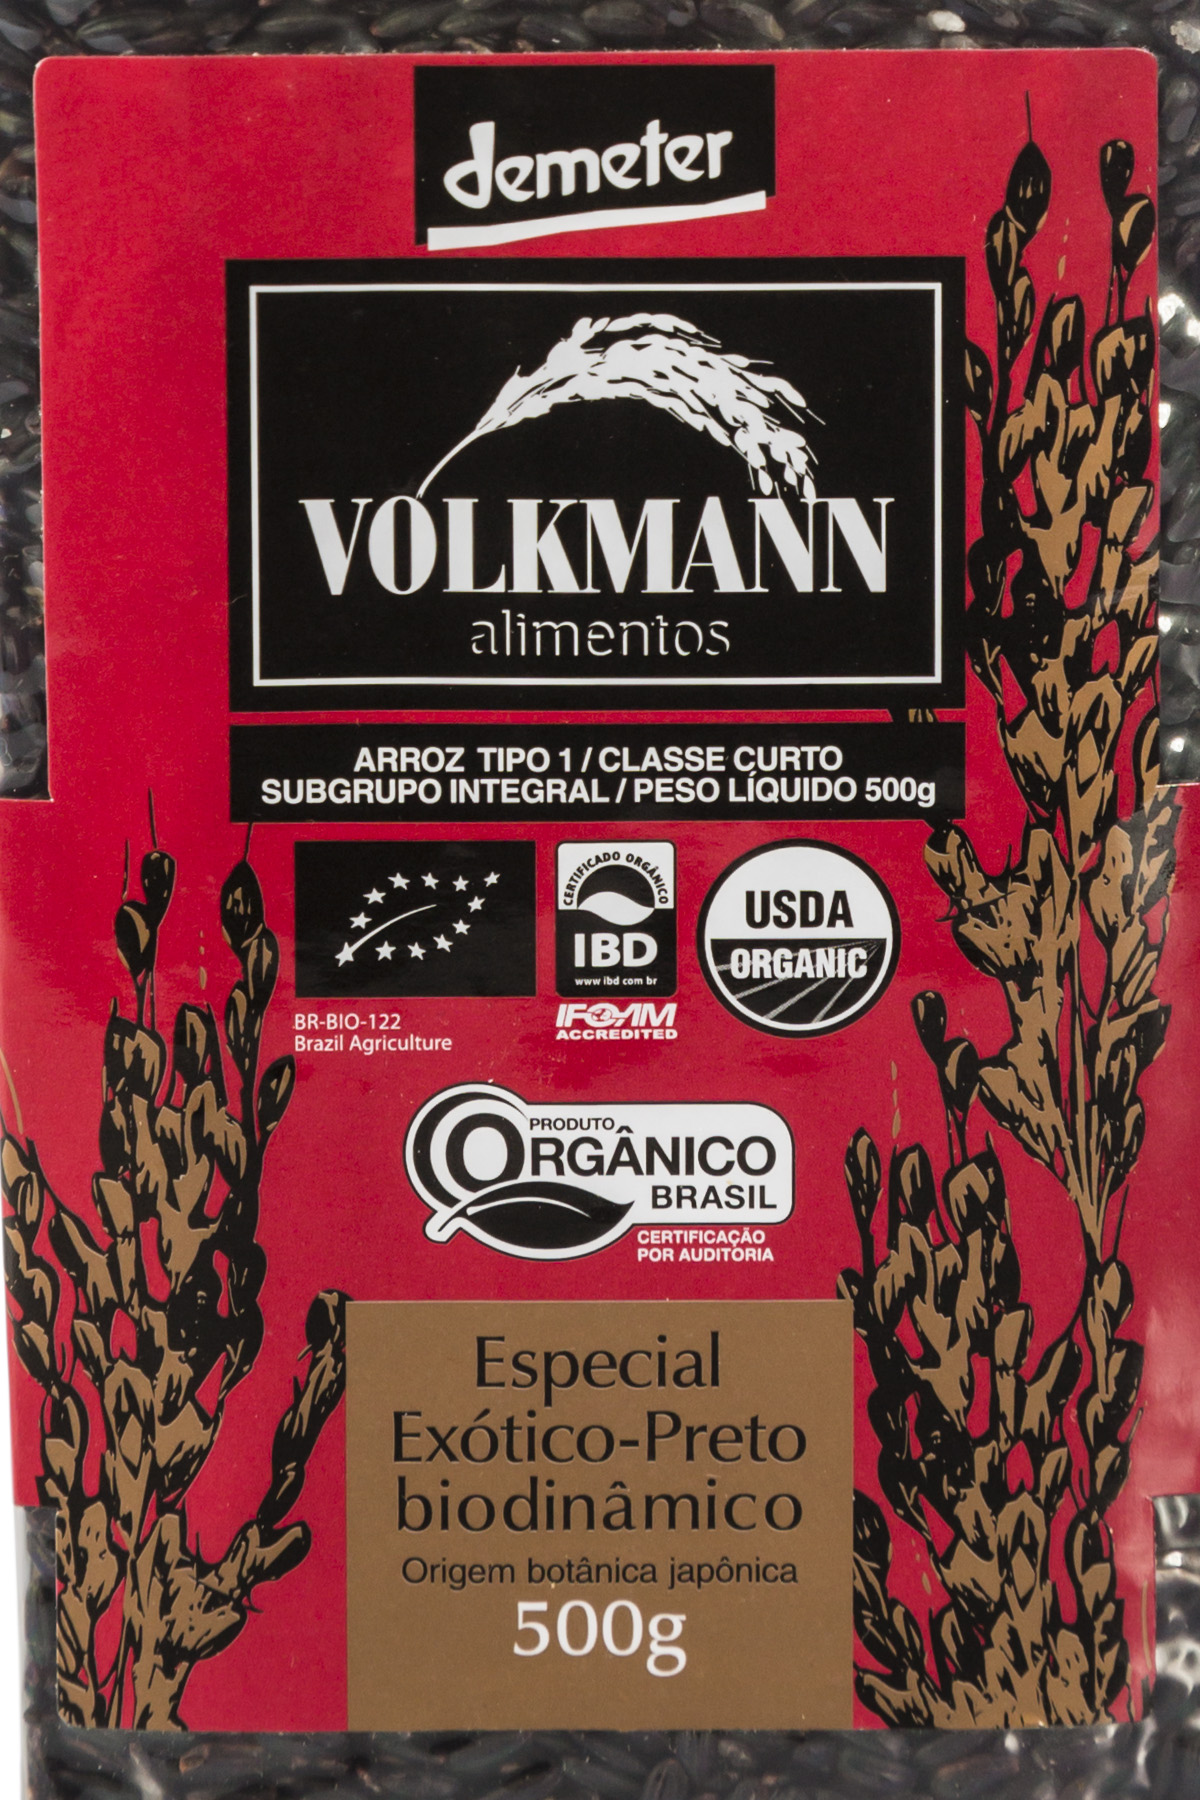 demeter
VOLKMANN
alimentos
ARROZ TIPO 1 / CLASSE CURTO
SUBGRUPO INTEGRAL / PESO LÍQUIDO 500g
BR-BIO-122
Brazil Agriculture
CERTIFICADO ORGÂNICO
IBD
www ibd com br
IFOAM
ACCREDITED
USDA
ORGANIC
PRODUTO
ORGÂNICO
BRASIL
CERTIFICAÇÃO
POR AUDITORIA
Especial
Exótico-Preto
biodinâmico
Origem botânica japônica
500g